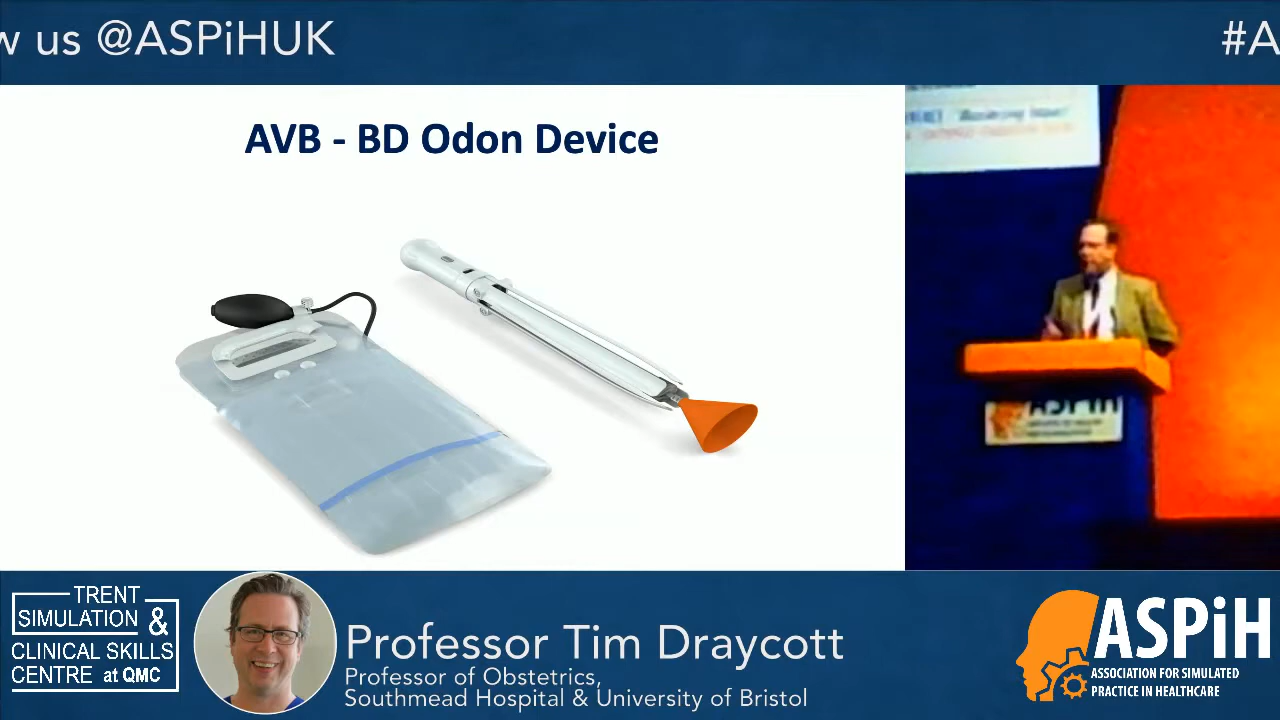 w us @ASPiHUK
#A
AVB - BD Odon Device
ASPiH
TRENT
SIMULATION &
CLINICAL SKILLS
CENTRE at QMC
Professor Tim Draycott
Professor of Obstetrics,
Southmead Hospital & University of Bristol
ASPiH
ASSOCIATION FOR SIMULATED
PRACTICE IN HEALTHCARE